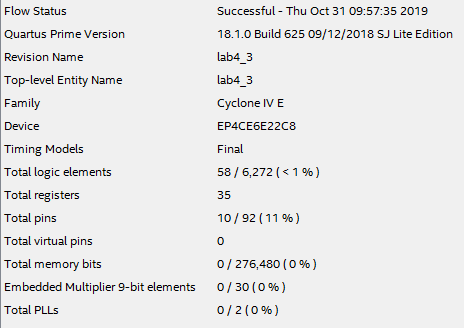 Flow Status Successful - Thu Oct 31 09:57:35 2019
Quartus Prime Version 18.1.0 Build 625 09/12/2018 SJ Lite Edition
Revision Name lab4_3
Top-level Entity Name lab4_3
Family Cyclone IV E
Device EP4CE6E22C8
Timing Models Final
Total logic elements 58 / 6,272 ( < 1 % )
Total registers 35
Total pins 10 / 92 ( 11 % )
Total virtual pins 0
Total memory bits 0 / 276,480 ( 0 % )
Embedded Multiplier 9-bit elements 0 / 30 ( 0 % )
Total PLLs 0 / 2 ( 0 % )